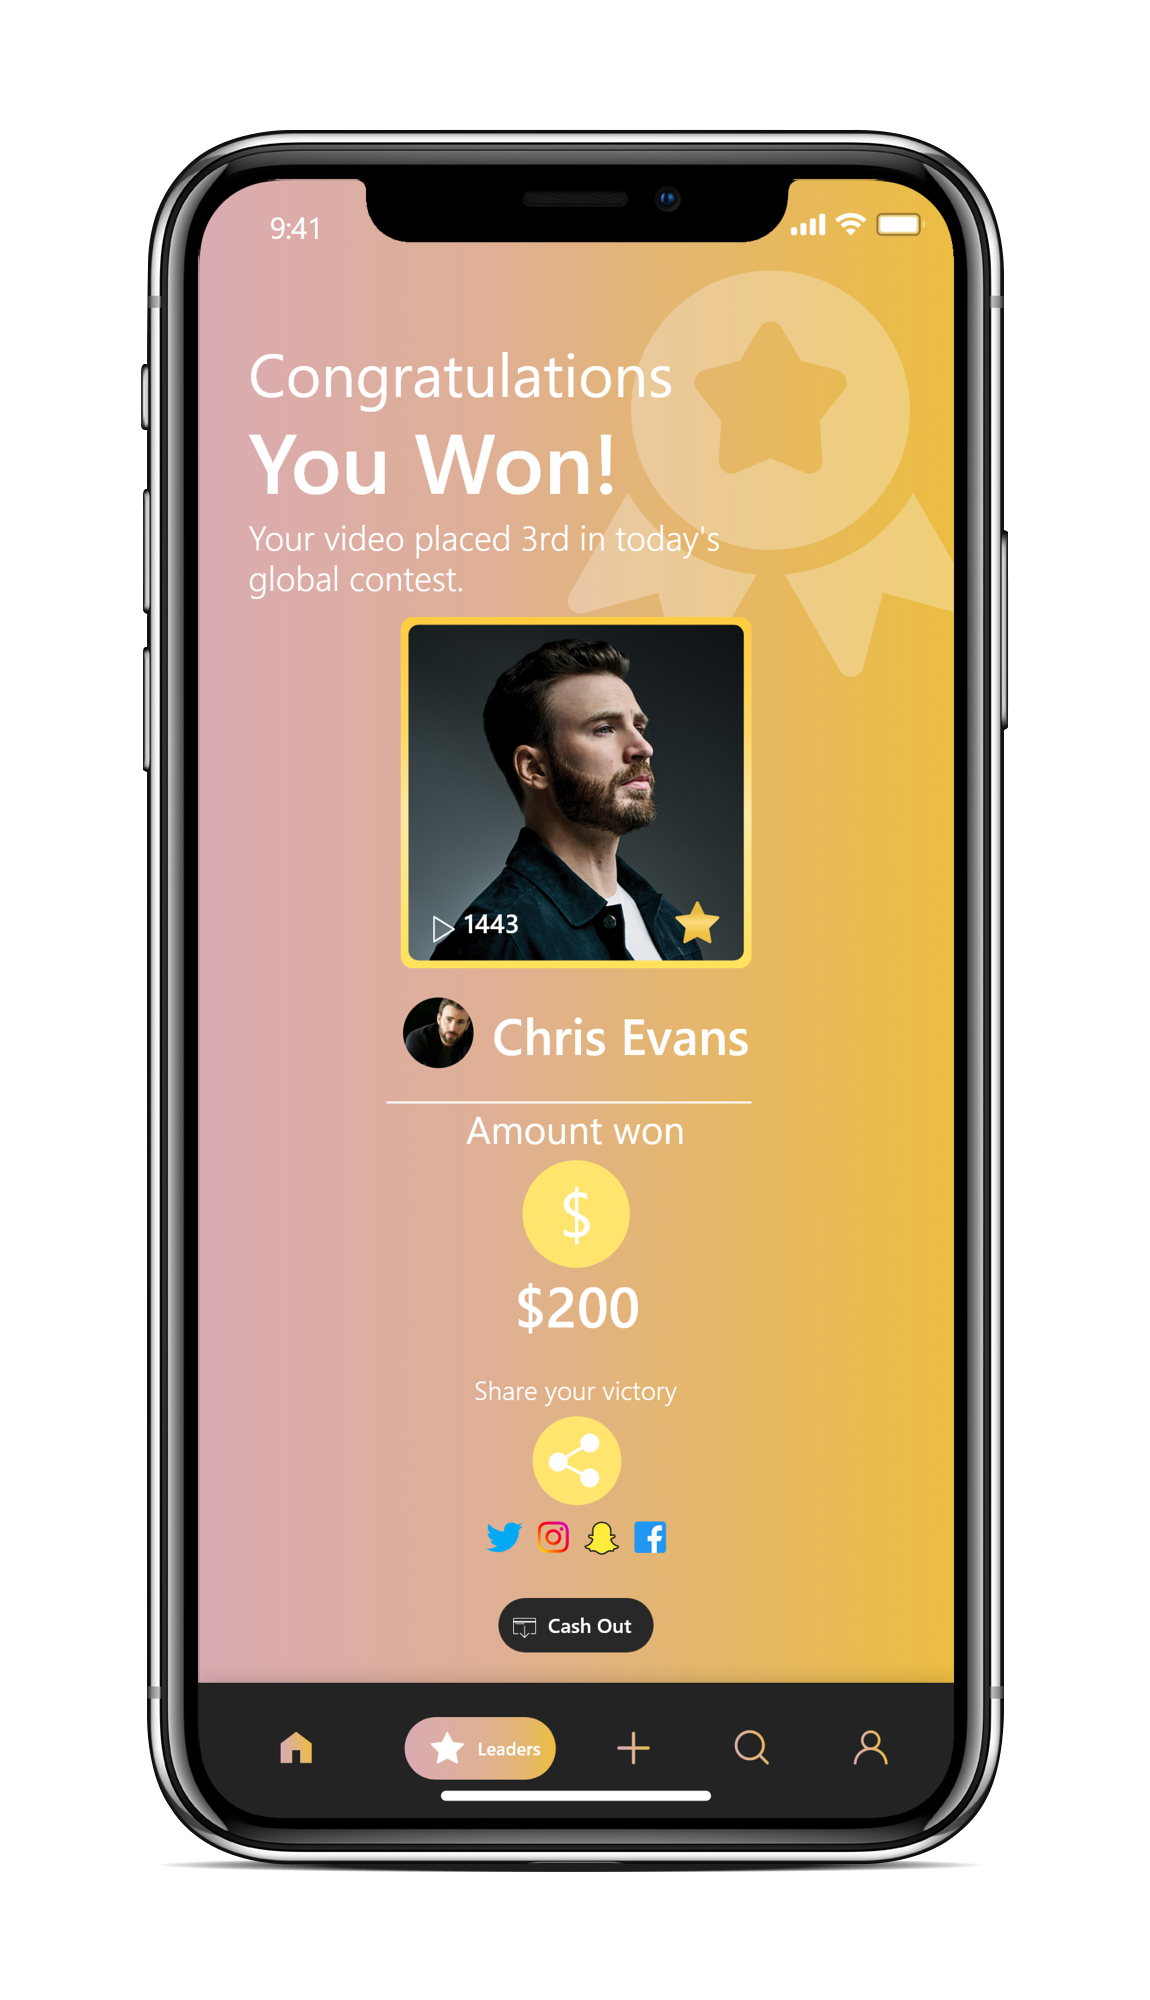 9:41
Congratulations
You Won!
Your video placed 3rd in today's
global contest.
1443
Chris Evans
Amount won
$
$200
Share your victory
Cash Out
Leaders